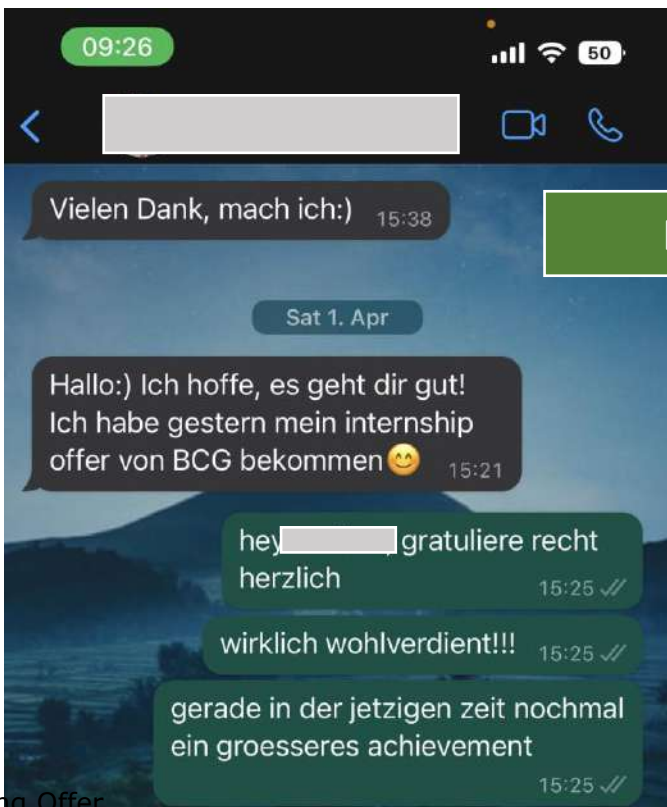 09:26
50
Vielen Dank, mach ich:)
15:38
Sat 1. Apr
Hallo:) Ich hoffe, es geht dir gut!
Ich habe gestern mein internship
offer von BCG bekommen😊
15:21
hey gratuliere recht
herzlich
15:25
wirklich wohlverdient!!!
15:25
gerade in der jetzigen zeit nochmal
ein groesseres achievement
15:25
Offer